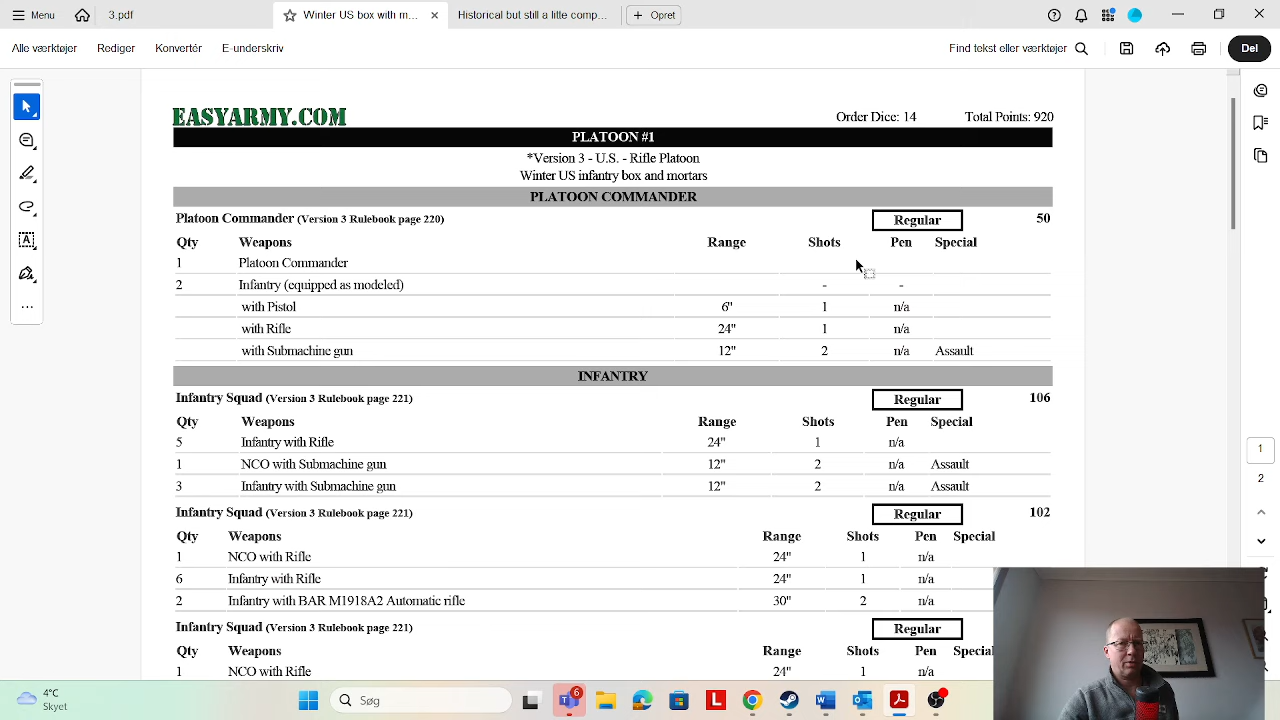 Menu
3.pdf
Winter US box with m...
Historical but still a litte comp...
Opret
Alle værktøjer
Rediger
Konvertér
E-underskriv
Find tekst eller værktøjer
Del
EASYARMY.COM
Order Dice: 14
Total Points: 920
PLATOON #1
*Version 3 - U.S. - Rifle Platoon
Winter US infantry box and mortars
PLATOON COMMANDER
Platoon Commander (Version 3 Rulebook page 220) Regular 50
Qty Weapons Range Shots Pen Special
1 Platoon Commander
2 Infantry (equipped as modeled) - -
with Pistol 6" 1 n/a
with Rifle 24" 1 n/a
with Submachine gun 12" 2 n/a Assault
INFANTRY
Infantry Squad (Version 3 Rulebook page 221) Regular 106
Qty Weapons Range Shots Pen Special
5 Infantry with Rifle 24" 1 n/a
1 NCO with Submachine gun 12" 2 n/a Assault
3 Infantry with Submachine gun 12" 2 n/a Assault
Infantry Squad (Version 3 Rulebook page 221) Regular 102
Qty Weapons Range Shots Pen Special
1 NCO with Rifle 24" 1 n/a
6 Infantry with Rifle 24" 1 n/a
2 Infantry with BAR M1918A2 Automatic rifle 30" 2 n/a
Infantry Squad (Version 3 Rulebook page 221) Regular
Qty Weapons Range Shots Pen
1 NCO with Rifle 24" 1 n/a
1
2
4°C
Skyet
Søg
6
L